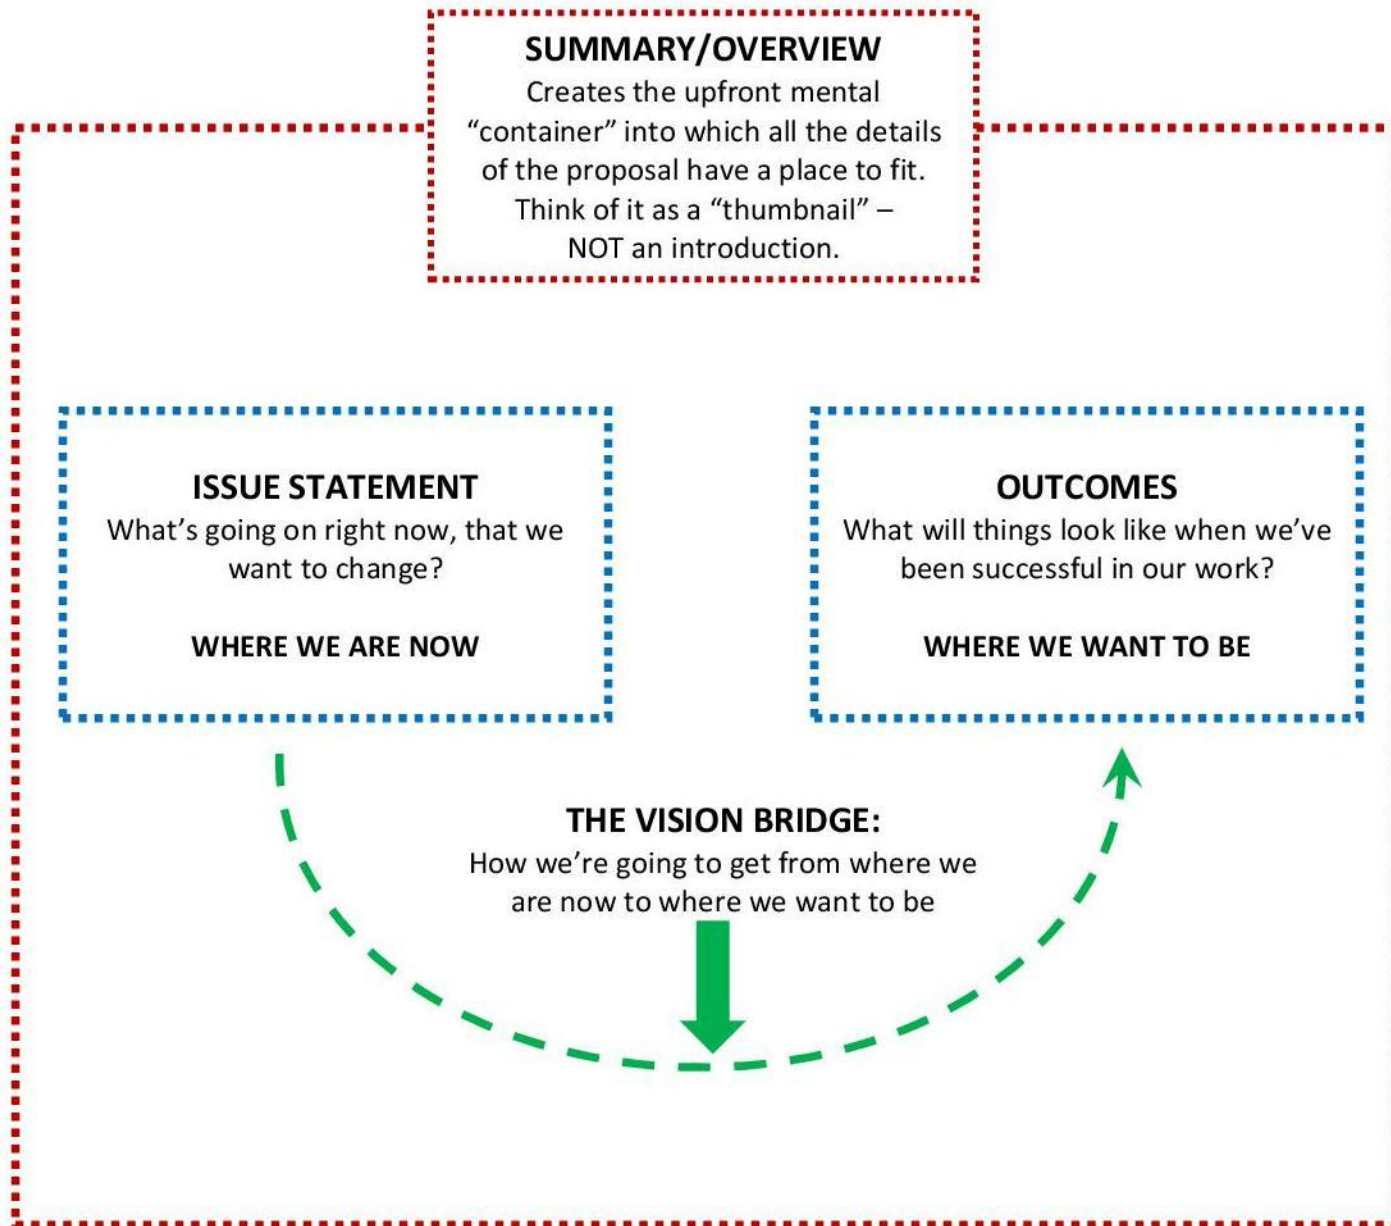 SUMMARY/OVERVIEW
Creates the upfront mental
“container” into which all the details
of the proposal have a place to fit.
Think of it as a “thumbnail” –
NOT an introduction.
ISSUE STATEMENT
What’s going on right now, that we
want to change?
WHERE WE ARE NOW
OUTCOMES
What will things look like when we’ve
been successful in our work?
WHERE WE WANT TO BE
THE VISION BRIDGE:
How we’re going to get from where we
are now to where we want to be